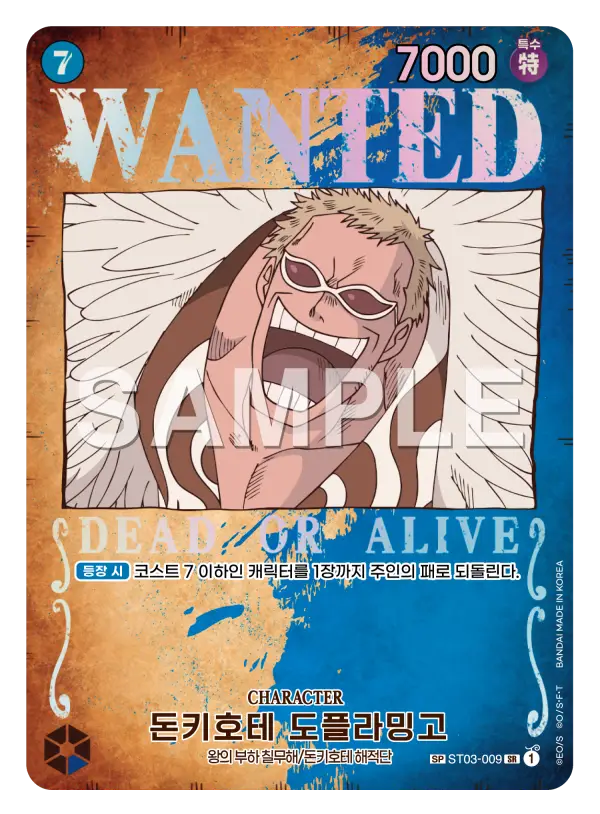 7
7000
특수
特
WANTED
SAMPLE
DEAD OR ALIVE
등장 시 코스트 7 이하인 캐릭터를 1장까지 주인의 패로 되돌린다.
CHARACTER
돈키호테 도플라밍고
왕의 부하 칠무해/돈키호테 해적단
SP ST03-009 SR 1
©EO/S ©O/S·F·T BANDAI MADE IN KOREA